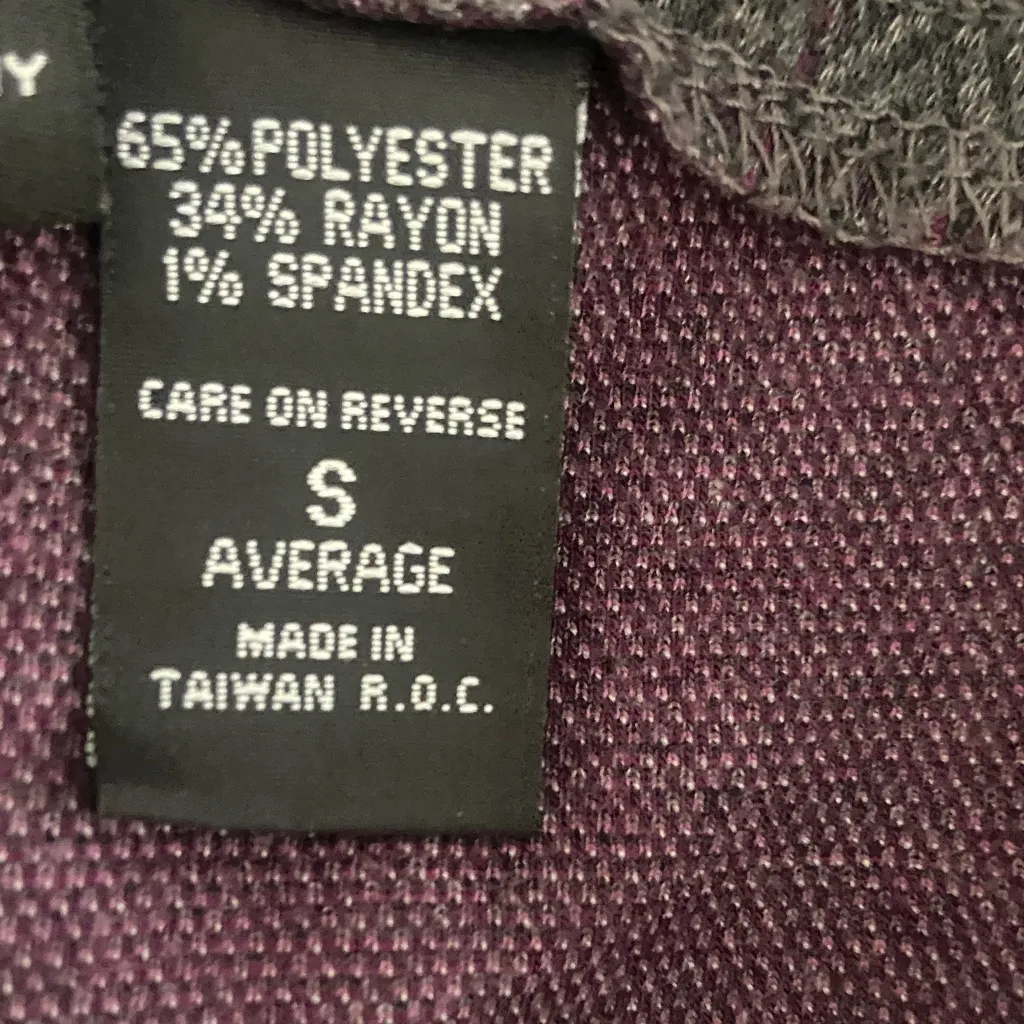 65%POLYESTER
34% RAYON
1% SPANDEX
CARE ON REVERSE
S
AVERAGE
MADE IN
TAIWAN R.O.C.